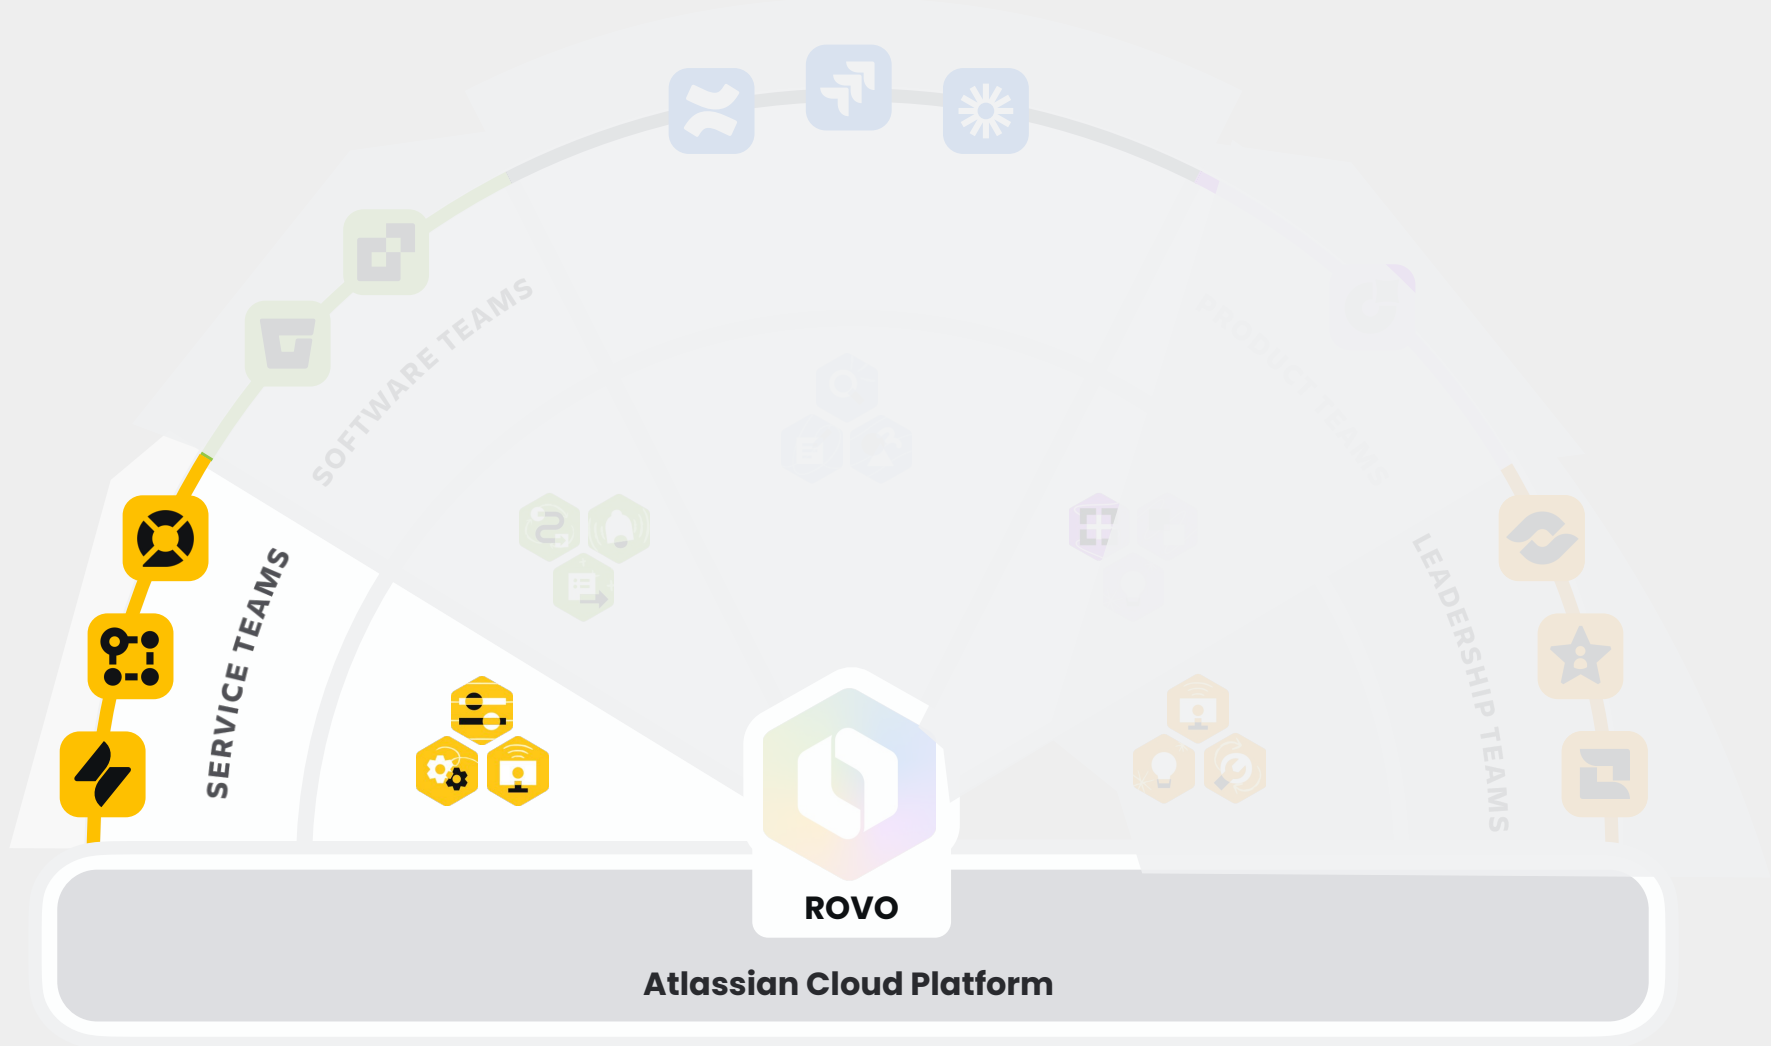 SOFTWARE TEAMS
PRODUCT TEAMS
SERVICE TEAMS
LEADERSHIP TEAMS
ROVO
Atlassian Cloud Platform